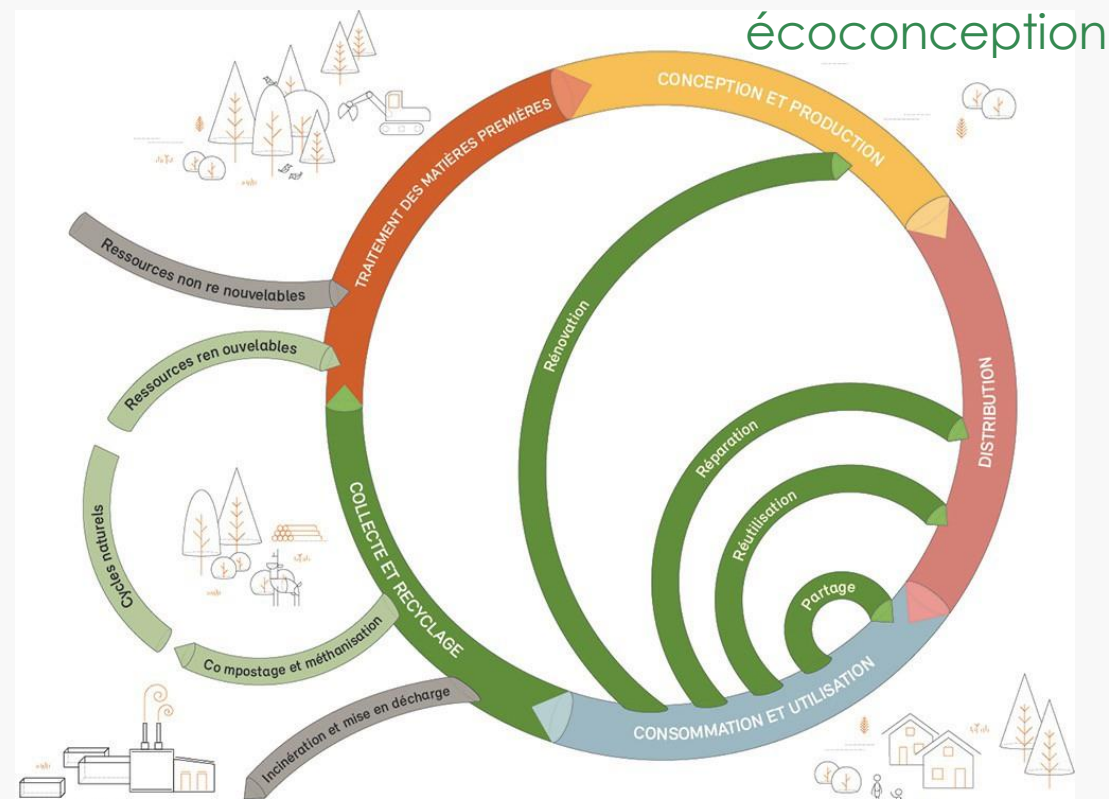 écoconception
CONCEPTION ET PRODUCTION
TRAITEMENT DES MATIÈRES PREMIÈRES
Ressources non re nouvelables
Ressources ren ouvelables
Rénovation
DISTRIBUTION
Réparation
Réutilisation
Cycles naturels
COLLECTE ET RECYCLAGE
Partage
Co mpostage et méthanisation
CONSOMMATION ET UTILISATION
Incinération et mise en décharge